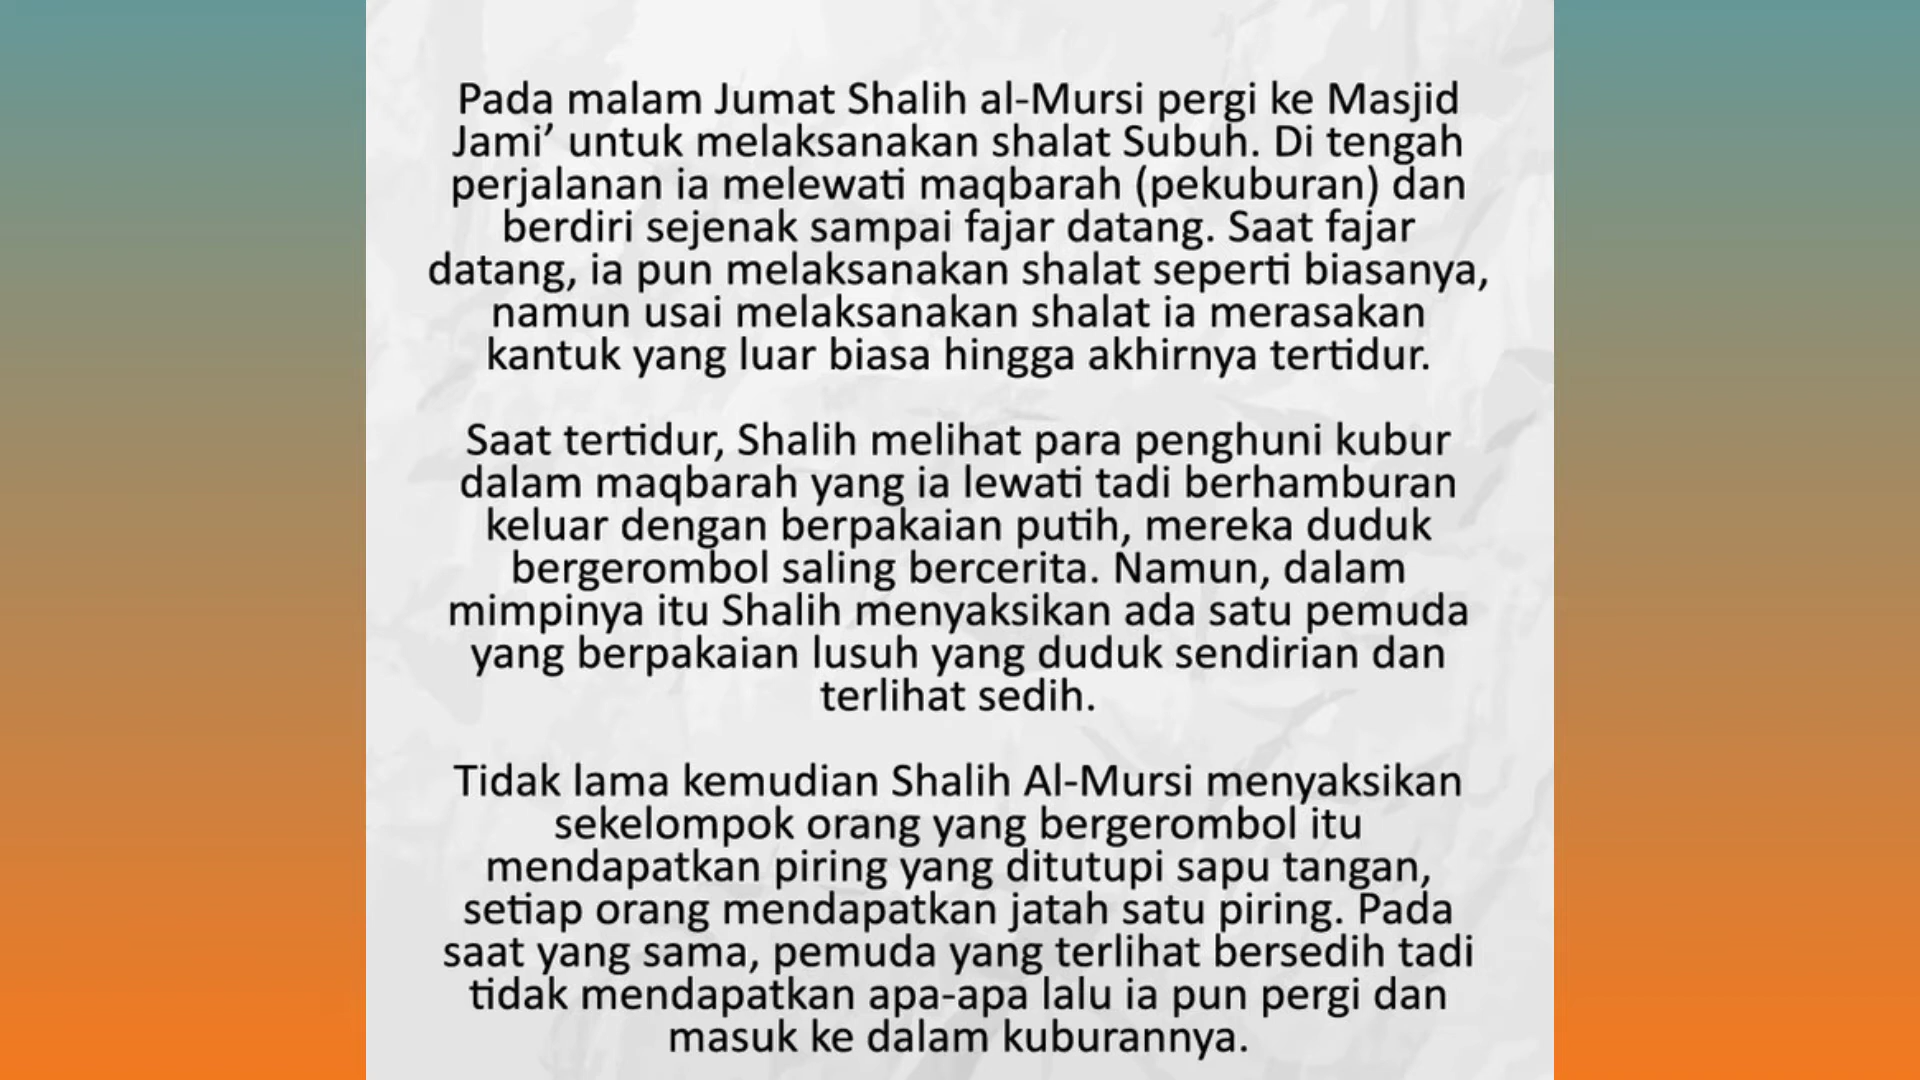 Pada malam Jumat Shalih al-Mursi pergi ke Masjid
Jami’ untuk melaksanakan shalat Subuh. Di tengah
perjalanan ia melewati maqbarah (pekuburan) dan
berdiri sejenak sampai fajar datang. Saat fajar
datang, ia pun melaksanakan shalat seperti biasanya,
namun usai melaksanakan shalat ia merasakan
kantuk yang luar biasa hingga akhirnya tertidur.
Saat tertidur, Shalih melihat para penghuni kubur
dalam maqbarah yang ia lewati tadi berhamburan
keluar dengan berpakaian putih, mereka duduk
bergerombol saling bercerita. Namun, dalam
mimpinya itu Shalih menyaksikan ada satu pemuda
yang berpakaian lusuh yang duduk sendirian dan
terlihat sedih.
Tidak lama kemudian Shalih Al-Mursi menyaksikan
sekelompok orang yang bergerombol itu
mendapatkan piring yang ditutupi sapu tangan,
setiap orang mendapatkan jatah satu piring. Pada
saat yang sama, pemuda yang terlihat bersedih tadi
tidak mendapatkan apa-apa lalu ia pun pergi dan
masuk ke dalam kuburannya.